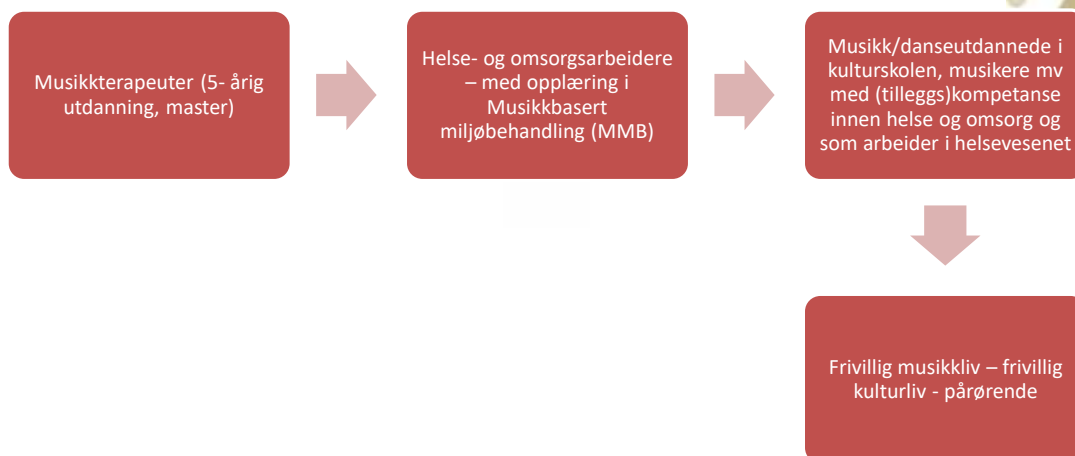 Musikkterapeuter (5- årig
utdanning, master)
Helse- og omsorgsarbeidere
– med opplæring i
Musikkbasert
miljøbehandling (MMB)
Musikk/danseutdannede i
kulturskolen, musikere mv
med (tilleggs)kompetanse
innen helse og omsorg og
som arbeider i helsevesenet
Frivillig musikkliv – frivillig
kulturliv - pårørende